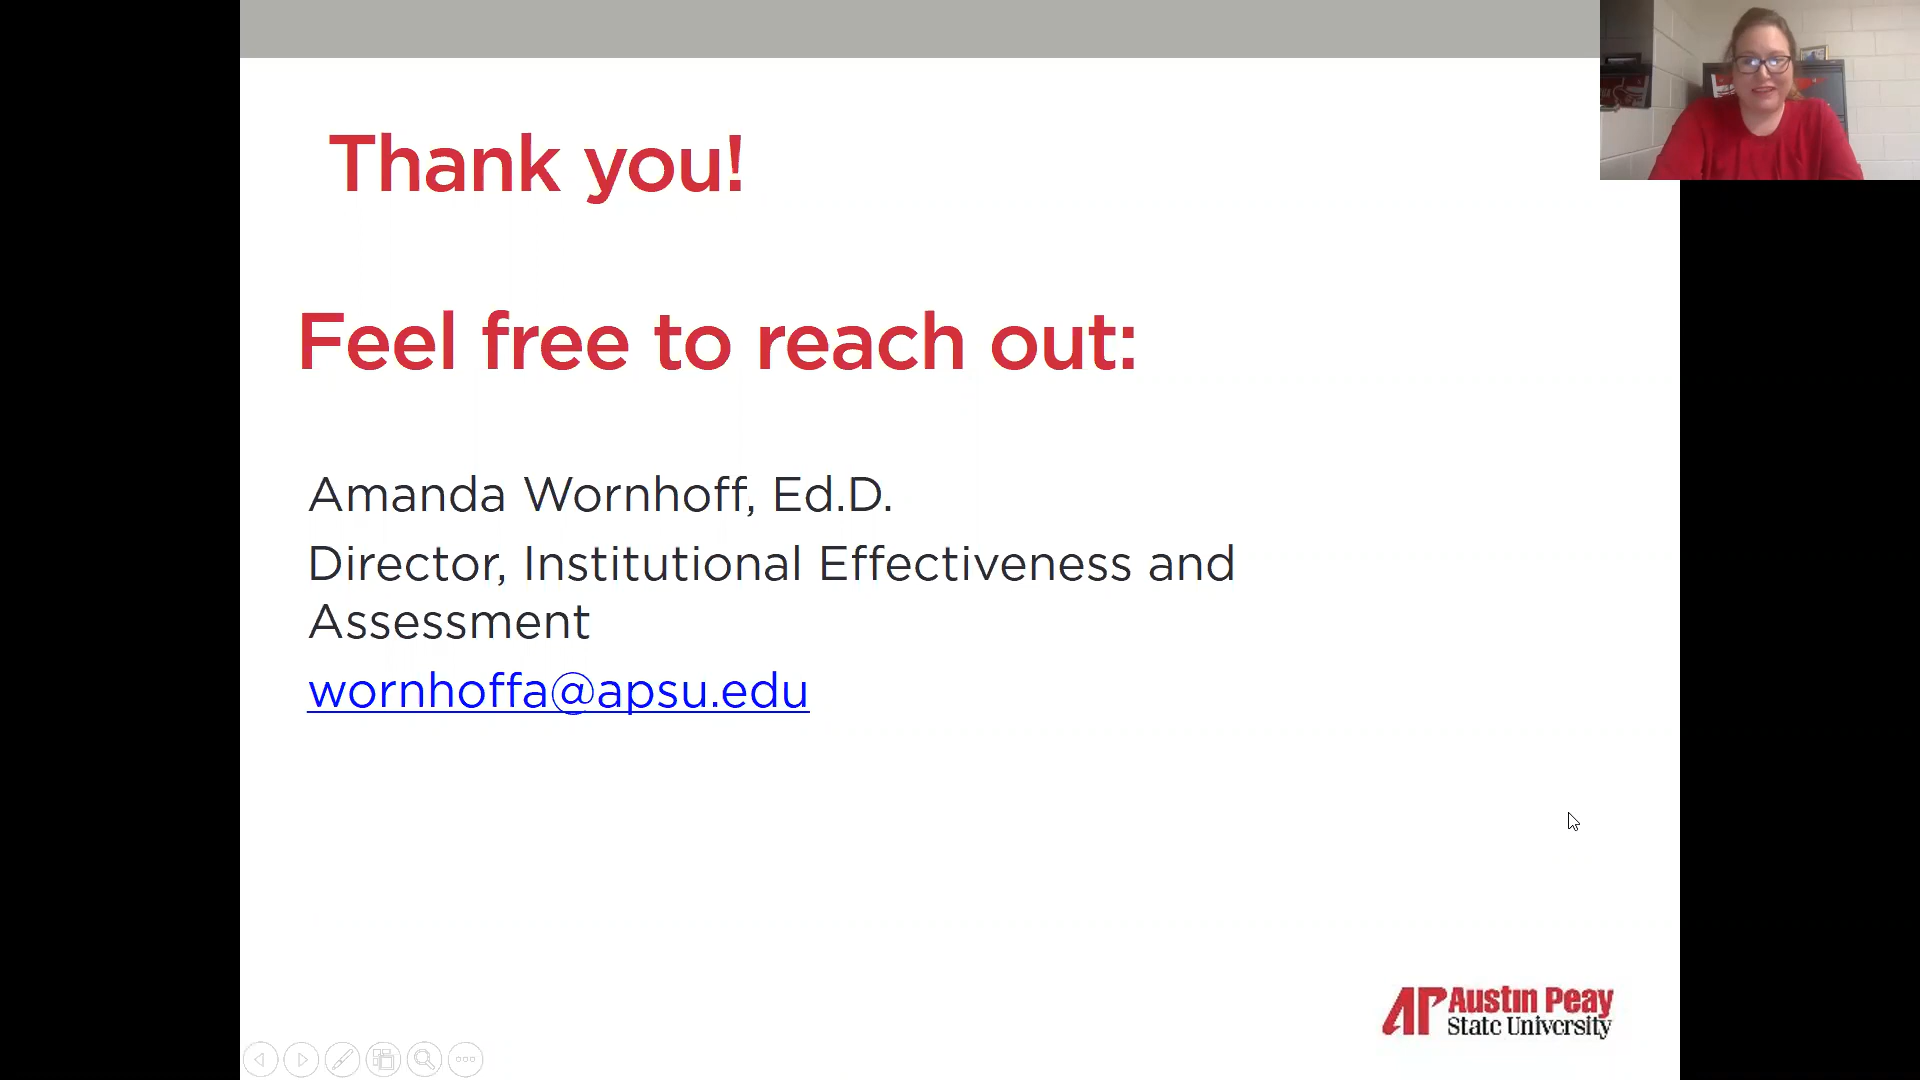 Thank you!
Feel free to reach out:
Amanda Wornhoff, Ed.D.
Director, Institutional Effectiveness and
Assessment
wornhoffa@apsu.edu
AP Austin Peay
State University